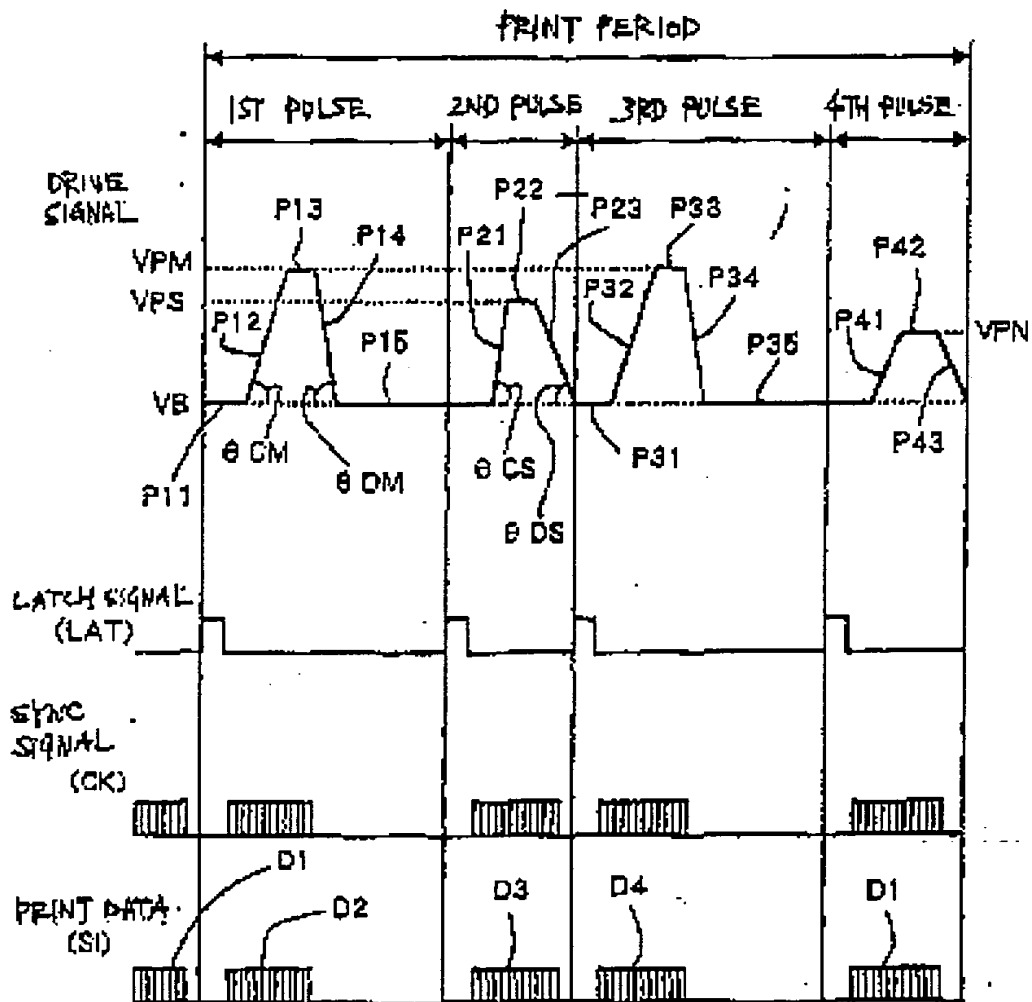 PRINT PERIOD
1ST PULSE 2ND PULSE 3RD PULSE 4TH PULSE
DRIVE SIGNAL
P13 P14 P21 P22 P23 P33 P34 P42
VPM
VPS
P12 P15 P32 P35 P41 VPN
VB
P11 θ CM θ DM θ CS θ DS P31 P43
LATCH SIGNAL
(LAT)
SYNC
SIGNAL
(CK)
D1 D2 D3 D4 D1
PRINT DATA
(SI)